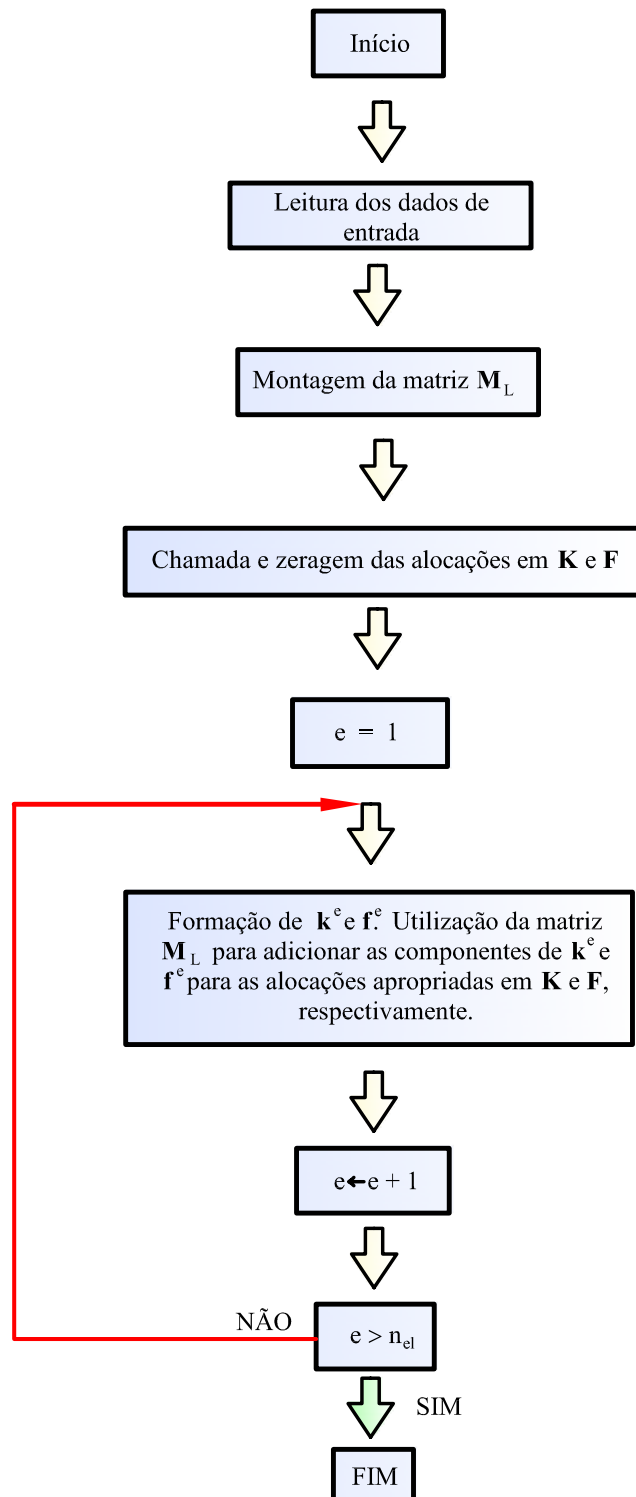 Início
Leitura dos dados de
entrada
Montagem da matriz M_L
Chamada e zeragem das alocações em K e F
e = 1
Formação de k^e e f^e. Utilização da matriz
M_L para adicionar as componentes de k^e e
f^e para as alocações apropriadas em K e F,
respectivamente.
e←e + 1
NÃO
e > n_el
SIM
FIM